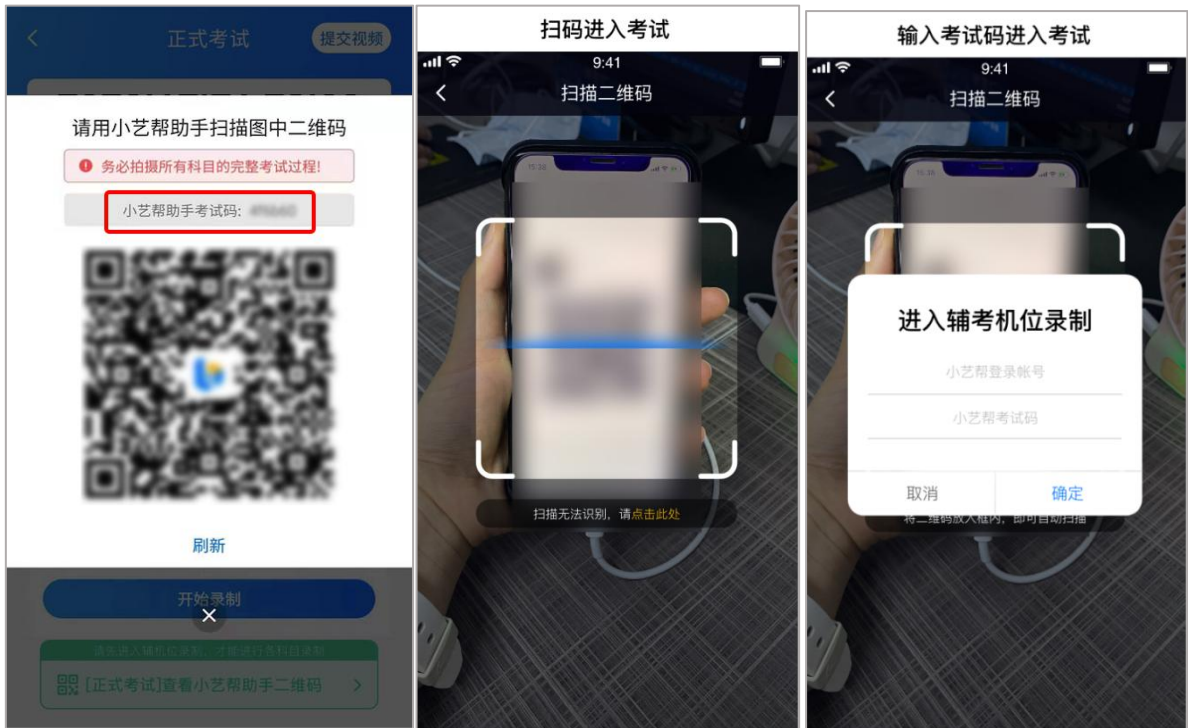 正式考试
提交视频
请用小艺帮助手扫描图中二维码
务必拍摄所有科目的完整考试过程!
小艺帮助手考试码:
刷新
开始录制
请先进入辅机位录制，才能进行各科目录制
[正式考试]查看小艺帮助手二维码
扫码进入考试
9:41
扫描二维码
15:38
扫描无法识别，请点击此处
输入考试码进入考试
9:41
扫描二维码
15:38
进入辅考机位录制
小艺帮登录帐号
小艺帮考试码
取消
确定
将二维码放入框内，即可自动扫描